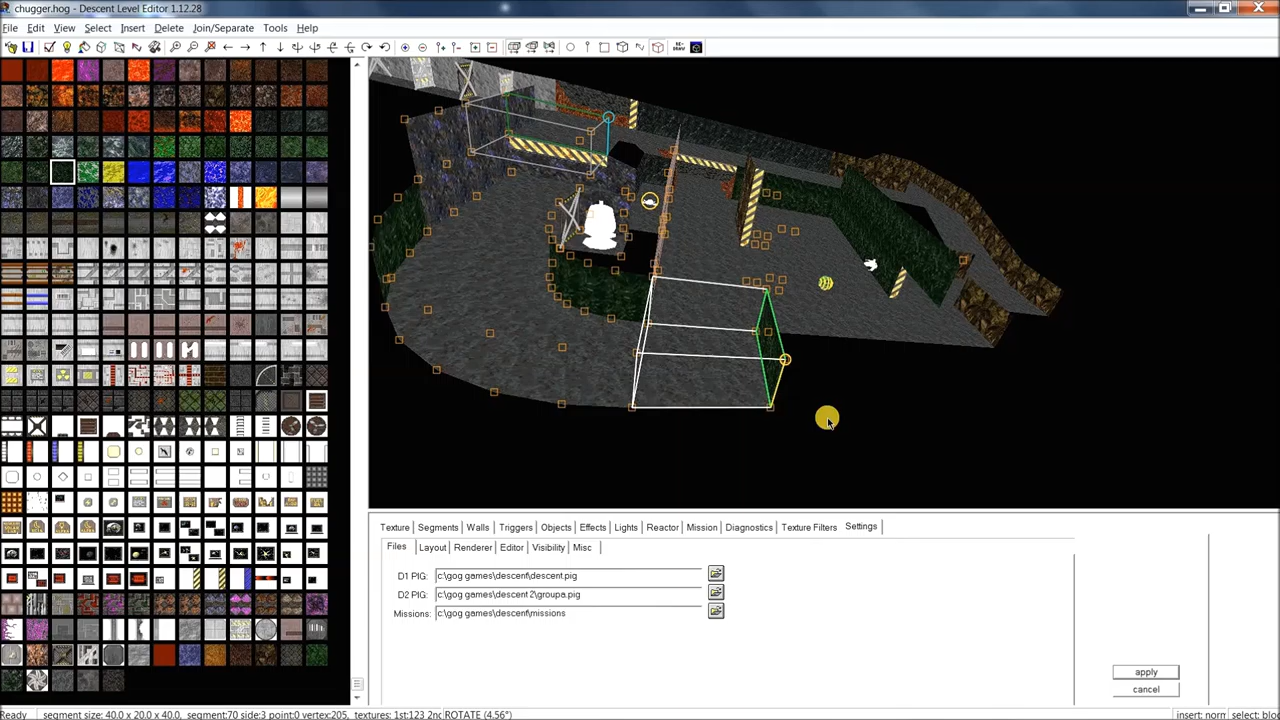 chugger.hog - Descent Level Editor 1.12.28
File Edit View Select Insert Delete Join/Separate Tools Help
Texture Segments Walls Triggers Objects Effects Lights Reactor Mission Diagnostics Texture Filters Settings
Files Layout Renderer Editor Visibility Misc
D1 PIG: c:\gog games\descent\descent.pig
D2 PIG: c:\gog games\descent 2\groupa.pig
Missions: c:\gog games\descent\missions
apply
cancel
Ready segment size: 40.0 x 20.0 x 40.0, segment:70 side:3 point:0 vertex:205, textures: 1st:123 2nd ROTATE (4.56°) insert: norn select: bloc